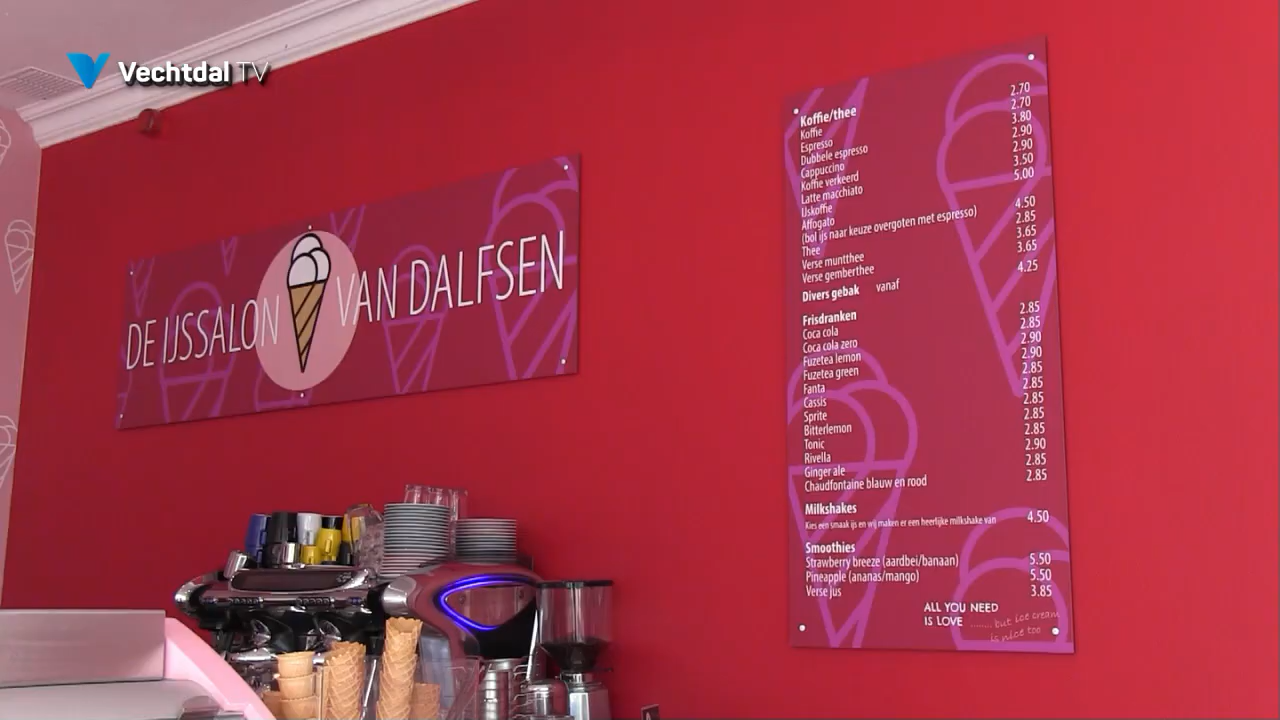 Vechtdal TV
DE IJSSALON VAN DALFSEN
Koffie/thee
Koffie 2.70
Espresso 2.70
Dubbele espresso 3.80
Cappuccino 2.90
Koffie verkeerd 2.90
Latte macchiato 3.50
IJskoffie 5.00
Affogato
(bol ijs naar keuze overgoten met espresso) 4.50
Thee 2.85
Verse muntthee 3.65
Verse gemberthee 3.65
Divers gebak vanaf 4.25
Frisdranken
Coca cola 2.85
Coca cola zero 2.85
Fuzetea lemon 2.90
Fuzetea green 2.90
Fanta 2.85
Cassis 2.85
Sprite 2.85
Bitterlemon 2.85
Tonic 2.85
Rivella 2.90
Ginger ale 2.85
Chaudfontaine blauw en rood 2.85
Milkshakes
Kies een smaak ijs en wij maken er een heerlijke milkshake van 4.50
Smoothies
Strawberry breeze (aardbei/banaan) 5.50
Pineapple (ananas/mango) 5.50
Verse jus 3.85
ALL YOU NEED
IS LOVE ........ but ice cream
is nice too